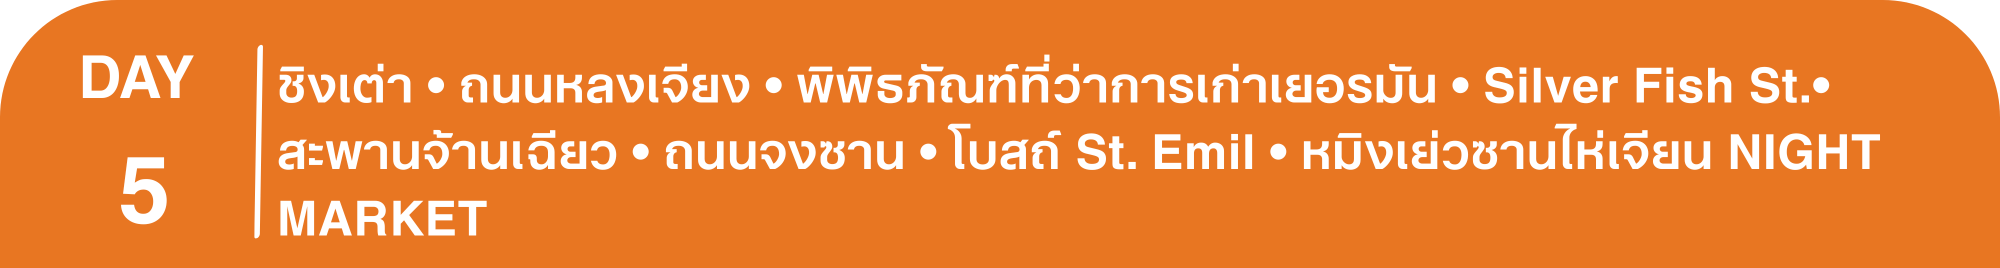 DAY
5
ชิงเต่า • ถนนหลงเจียง • พิพิธภัณฑ์ที่ว่าการเก่าเยอรมัน • Silver Fish St.•
สะพานจ้านเฉียว • ถนนจงซาน • โบสถ์ St. Emil • หมิงเย่วซานไห่เจียน NIGHT
MARKET